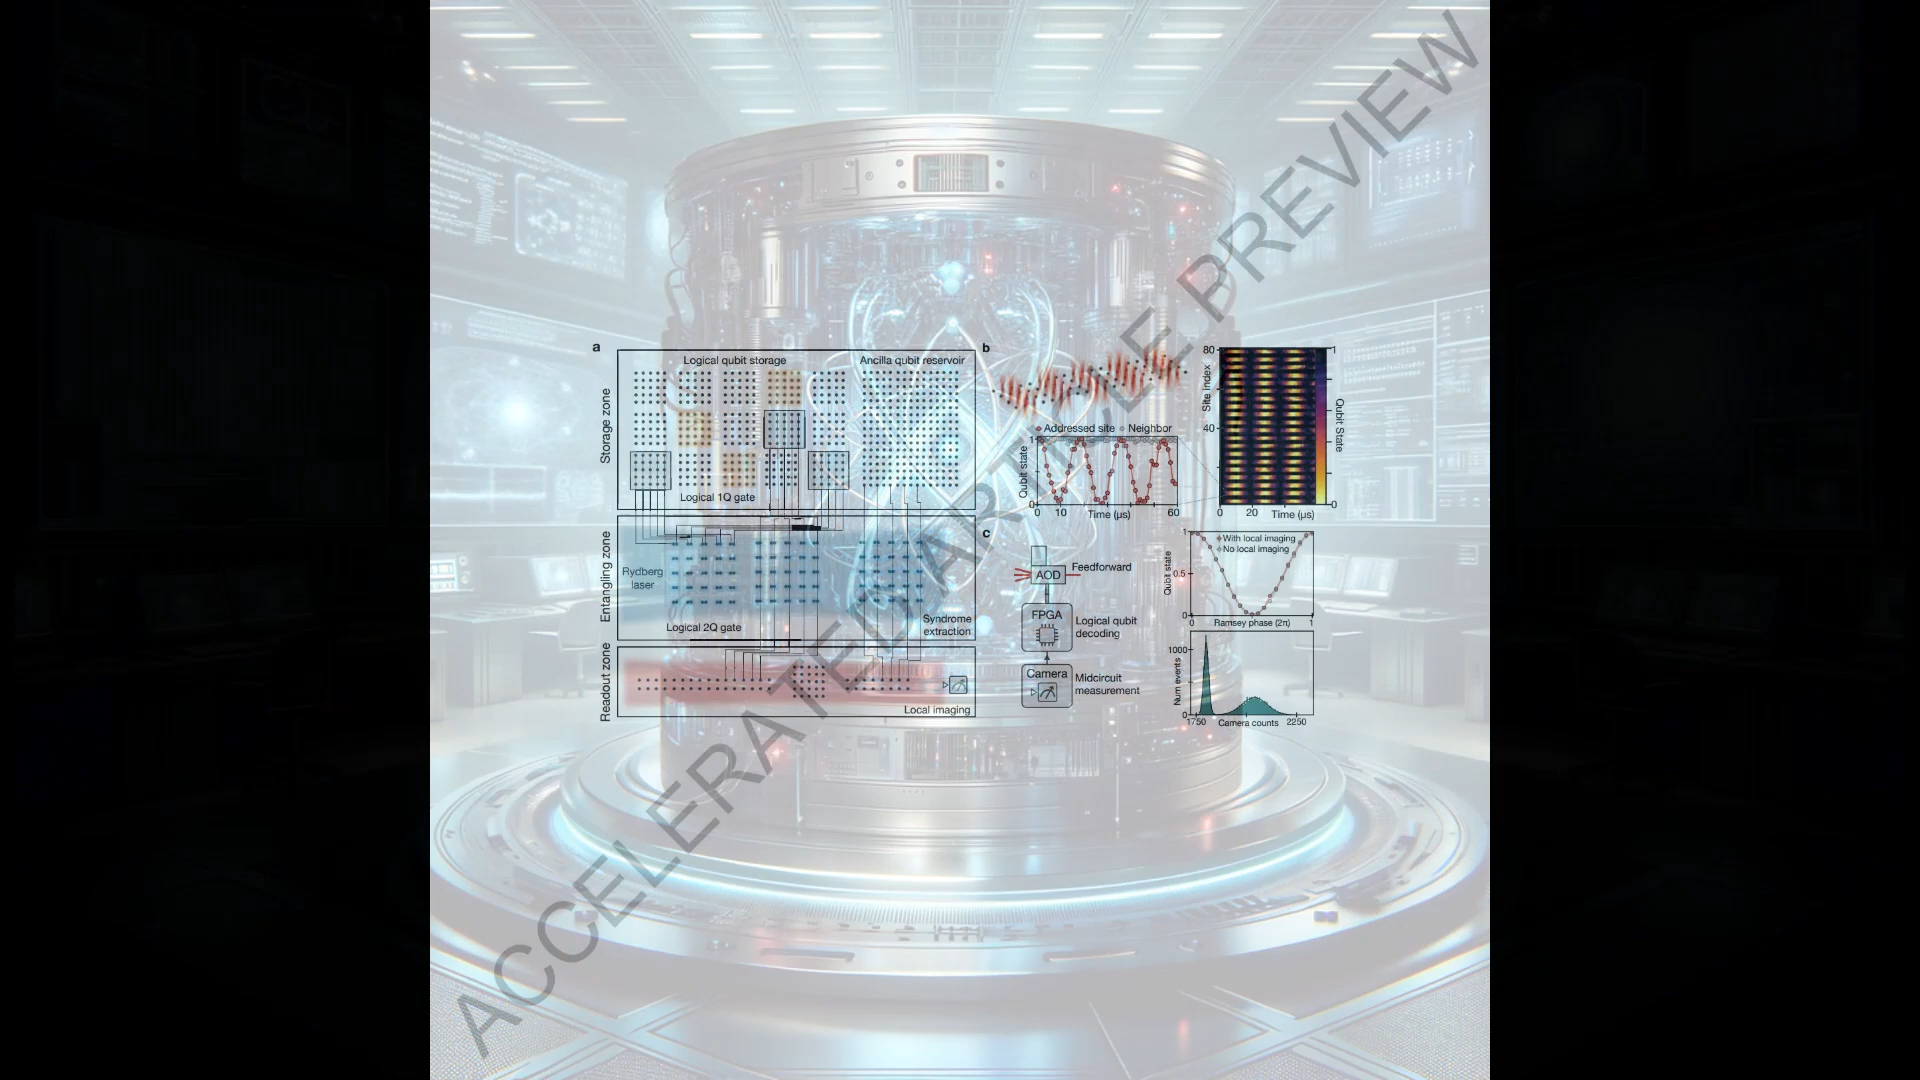 ACCELERATED ARTICLE PREVIEW
a
Logical qubit storage
Ancilla qubit reservoir
Storage zone
Logical 1Q gate
Entangling zone
Rydberg
laser
Logical 2Q gate
Syndrome
extraction
Readout zone
Local imaging
b
Addressed site
Neighbor
Qubit state
1
0
0
10
Time (µs)
60
80
40
Site index
0
20
Time (µs)
1
0
Qubit State
c
AOD
Feedforward
FPGA
Logical qubit
decoding
Camera
Midcircuit
measurement
With local imaging
No local imaging
Qubit state
1
0.5
0
0
Ramsey phase (2π)
1
Num events
1000
0
1750
Camera counts
2250